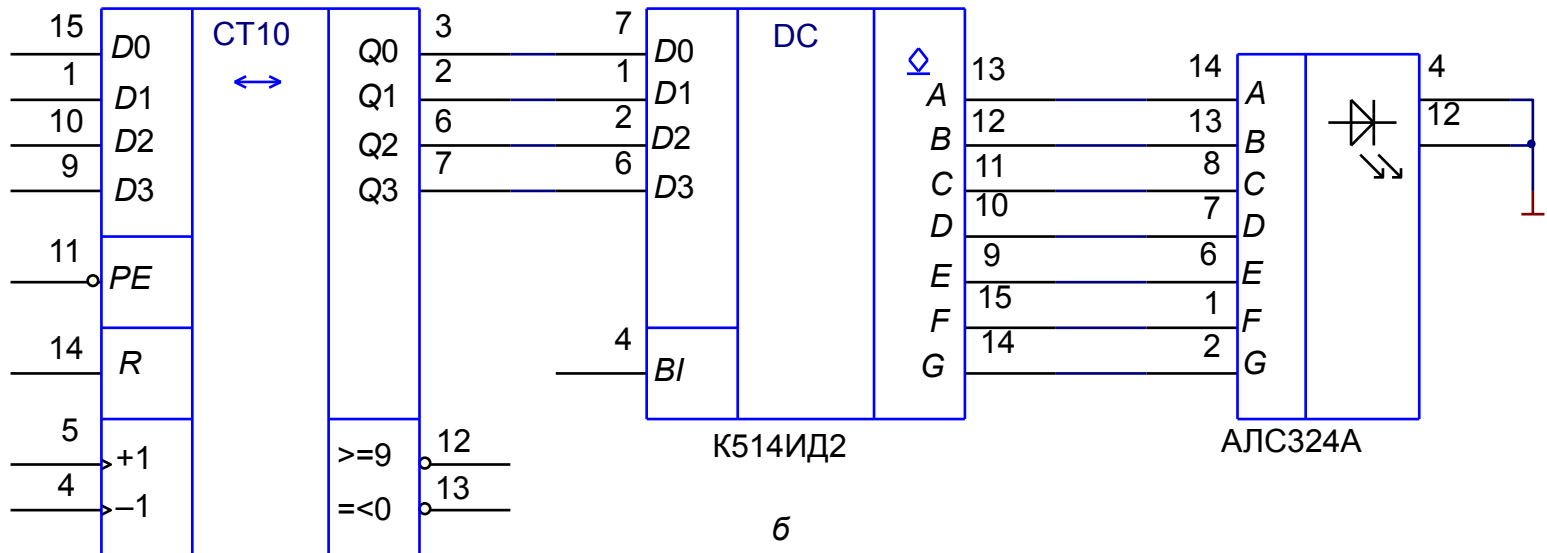 15 D0 CT10 Q0 3 7 D0 DC
1 D1 Q1 2 1 D1 13 A 14 A 4
10 D2 Q2 6 2 D2 12 B 13 B 12
9 D3 Q3 7 6 D3 11 C 8 C
10 D 7 D
11 PE 9 E 6 E
15 F 1 F
14 R 4 BI 14 G 2 G
5 +1 >=9 12 К514ИД2 АЛС324А
4 –1 =<0 13
б